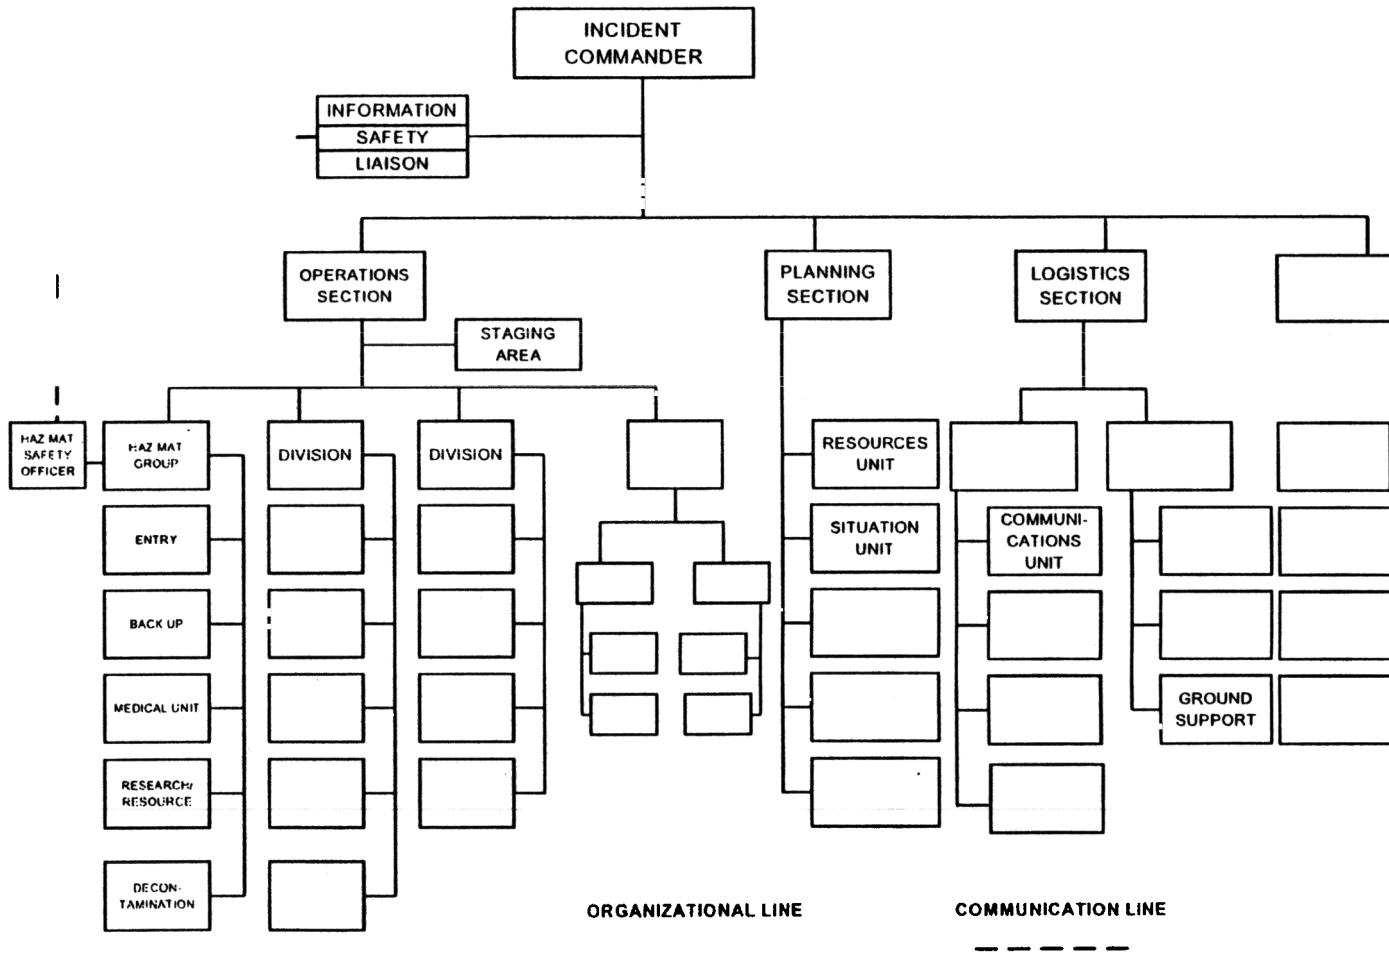 INCIDENT
COMMANDER
INFORMATION
SAFETY
LIAISON
OPERATIONS
SECTION
PLANNING
SECTION
LOGISTICS
SECTION
STAGING
AREA
HAZ MAT
SAFETY
OFFICER
HAZ MAT
GROUP
DIVISION
DIVISION
RESOURCES
UNIT
ENTRY
SITUATION
UNIT
COMMUNI-
CATIONS
UNIT
BACK UP
MEDICAL UNIT
GROUND
SUPPORT
RESEARCH/
RESOURCE
DECON-
TAMINATION
ORGANIZATIONAL LINE
COMMUNICATION LINE